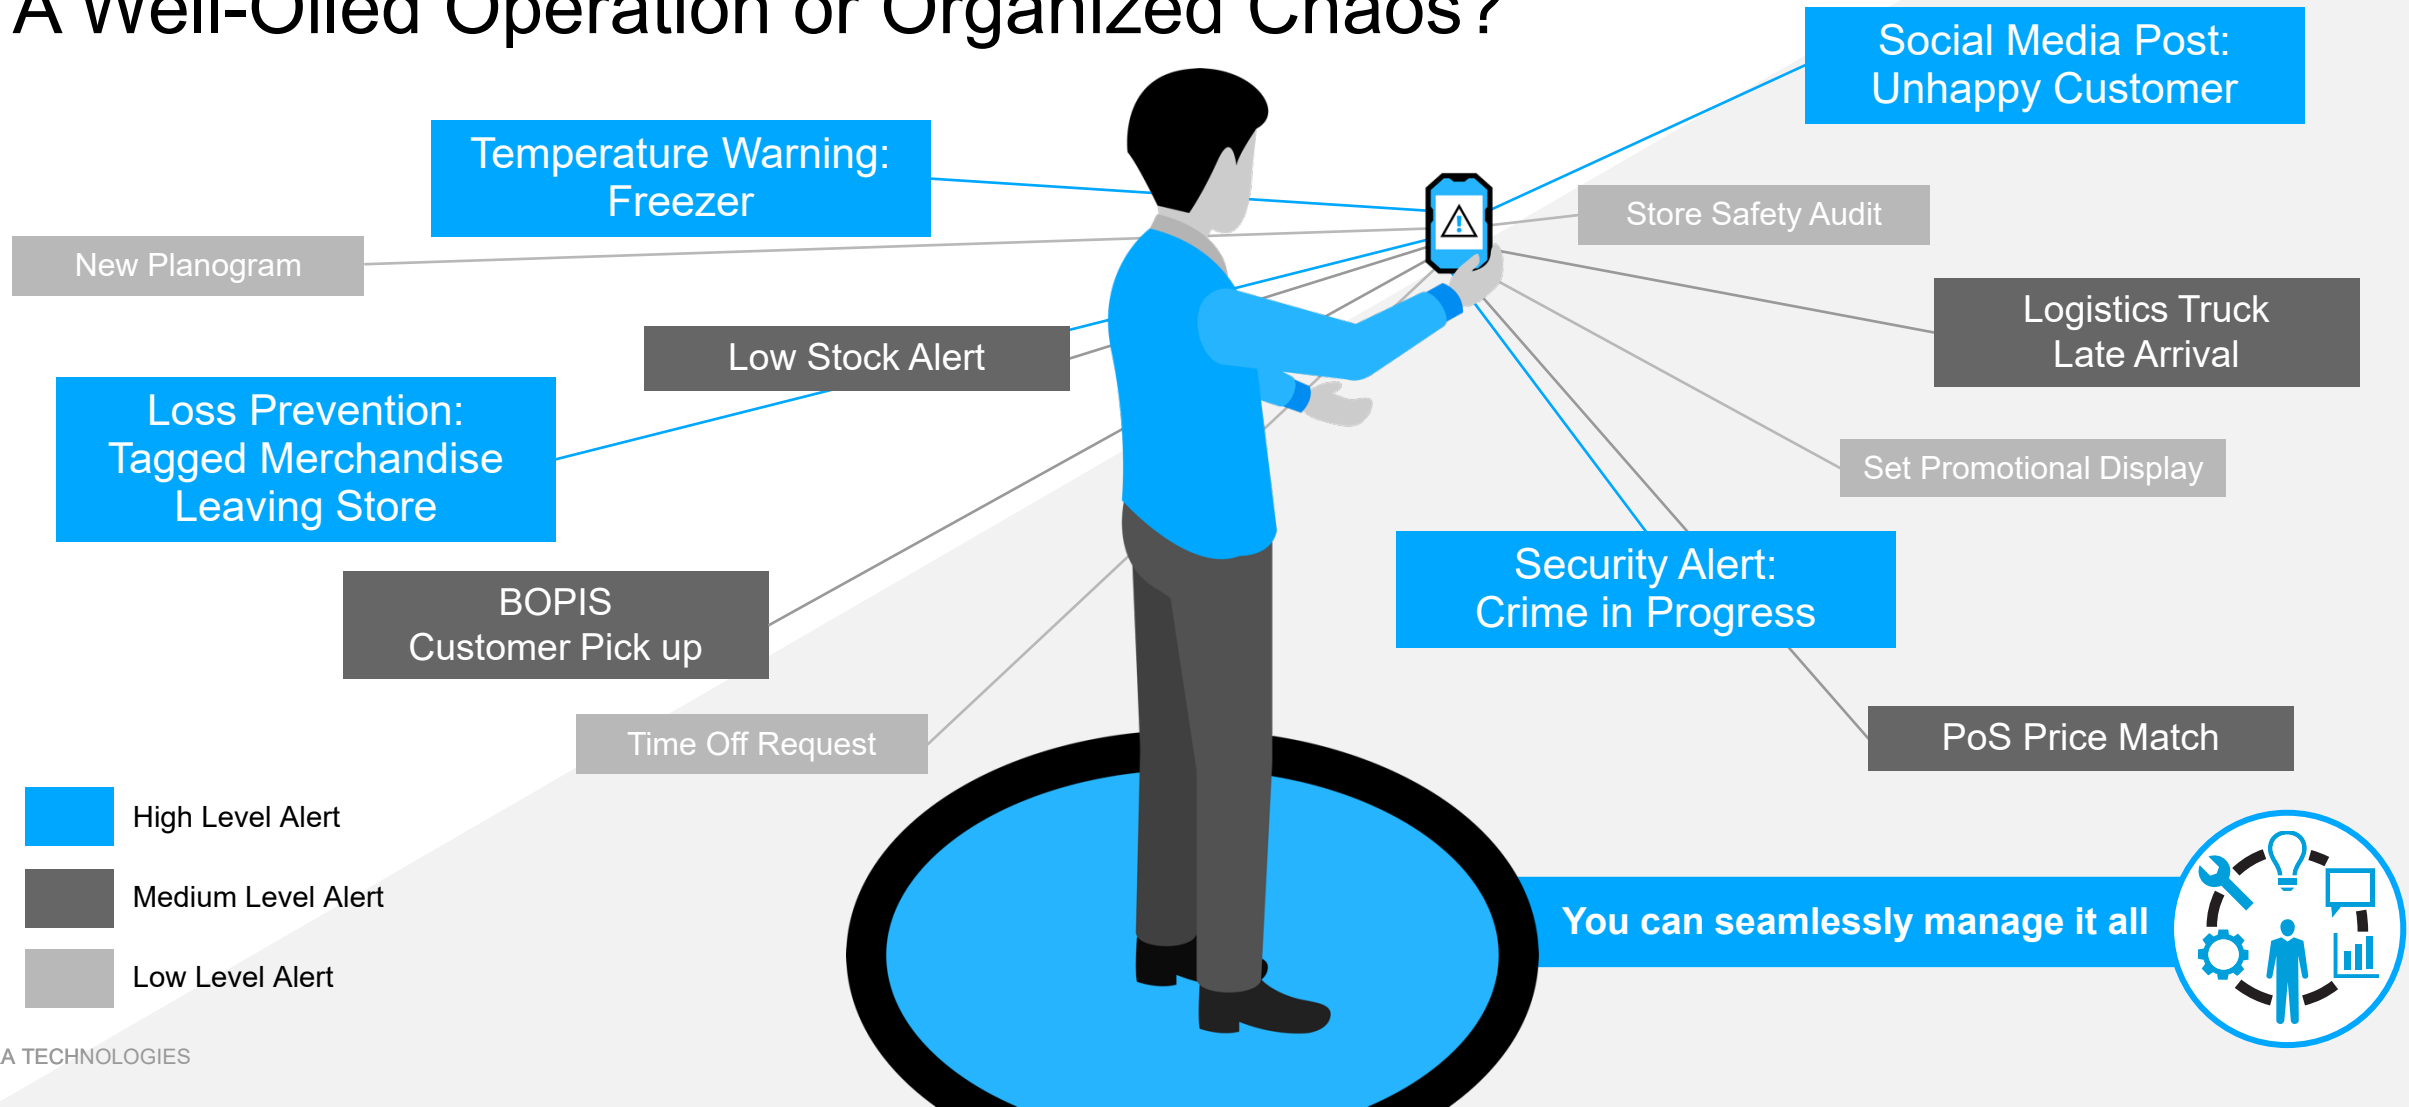 A Well-Oiled Operation or Organized Chaos?
Social Media Post:
Unhappy Customer
Temperature Warning:
Freezer
Store Safety Audit
New Planogram
Logistics Truck
Late Arrival
Low Stock Alert
Loss Prevention:
Tagged Merchandise
Leaving Store
Set Promotional Display
Security Alert:
Crime in Progress
BOPIS
Customer Pick up
Time Off Request
PoS Price Match
High Level Alert
Medium Level Alert
Low Level Alert
You can seamlessly manage it all
A TECHNOLOGIES